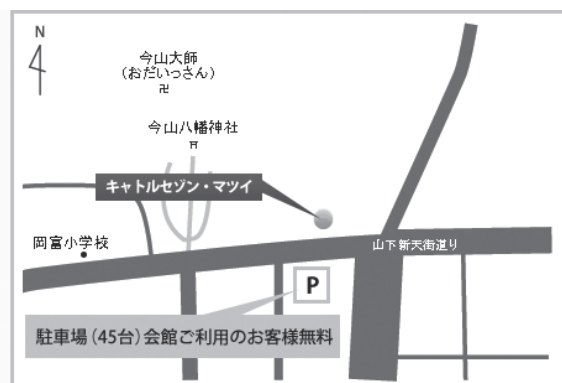 N
今山大師
(おだいっさん)
卍
今山八幡神社
キャトルセゾン・マツイ
岡富小学校
山下新天街通り
P
駐車場(45台)会館ご利用のお客様無料